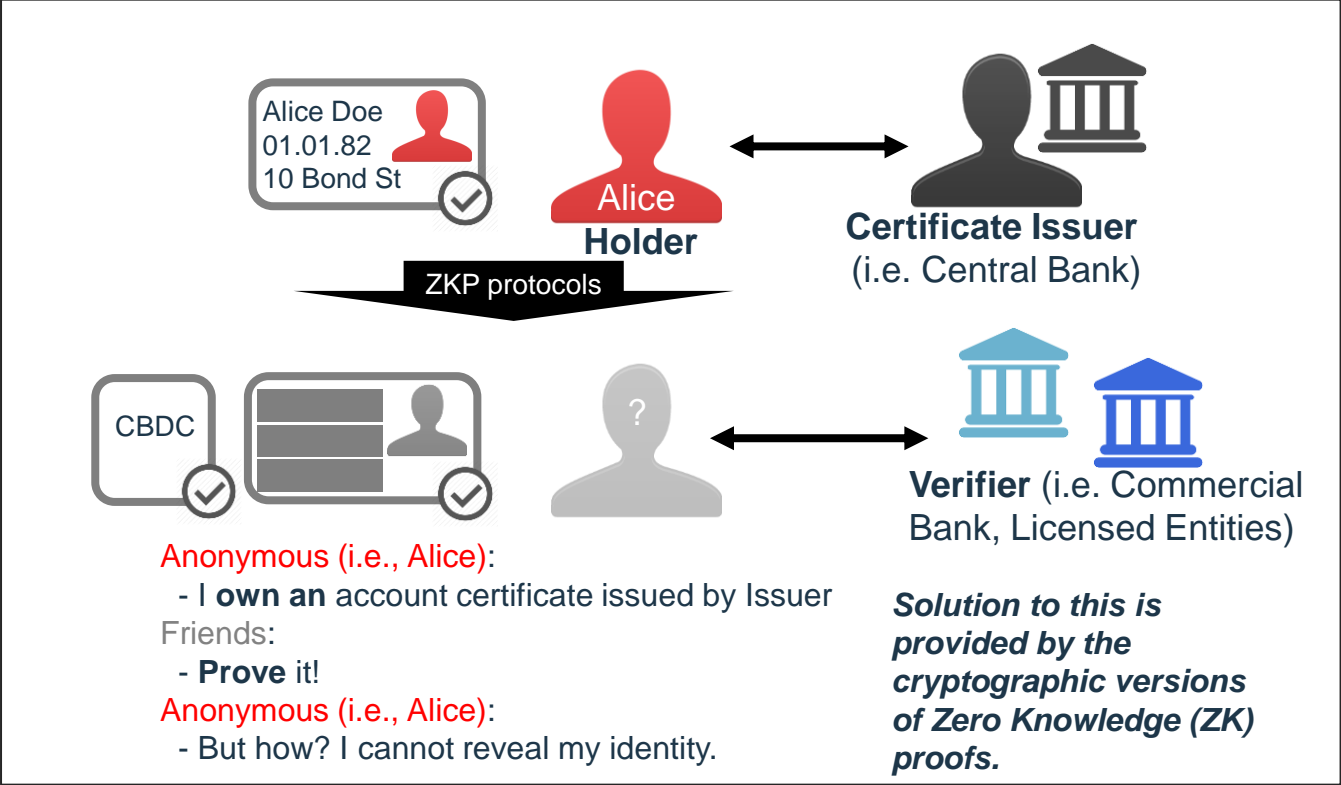 Alice Doe
01.01.82
10 Bond St
Alice
Holder
Certificate Issuer
(i.e. Central Bank)
ZKP protocols
CBDC
?
Verifier (i.e. Commercial
Bank, Licensed Entities)
Anonymous (i.e., Alice):
- I own an account certificate issued by Issuer
Friends:
- Prove it!
Anonymous (i.e., Alice):
- But how? I cannot reveal my identity.
Solution to this is
provided by the
cryptographic versions
of Zero Knowledge (ZK)
proofs.